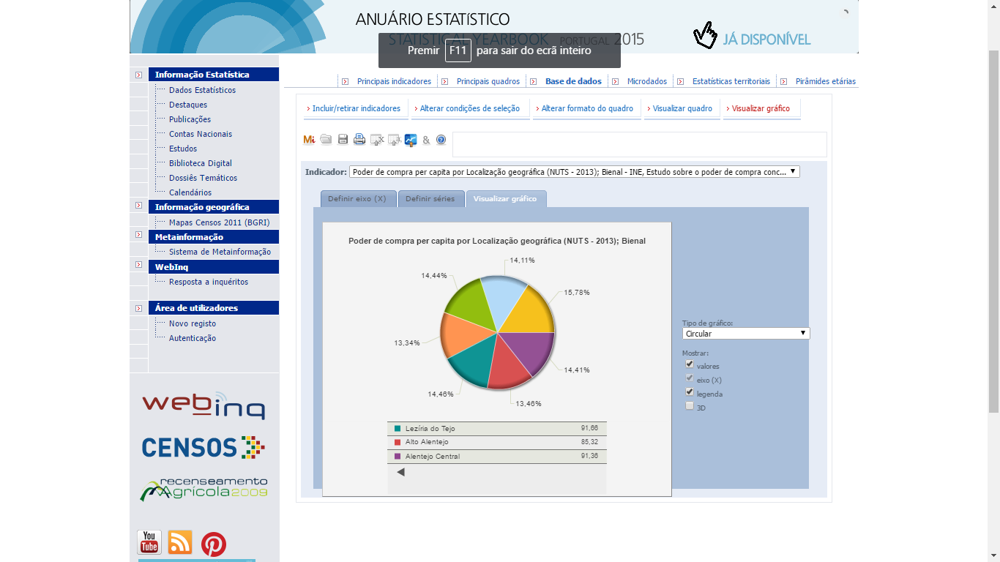 ANUÁRIO ESTATÍSTICO
STATISTICAL YEARBOOK PORTUGAL 2015
JÁ DISPONÍVEL
Premir F11 para sair do ecrã inteiro
Informação Estatística
Dados Estatísticos
Destaques
Publicações
Contas Nacionais
Estudos
Biblioteca Digital
Dossiês Temáticos
Calendários
Informação geográfica
Mapas Censos 2011 (BGRI)
Metainformação
Sistema de Metainformação
WebInq
Resposta a inquéritos
Área de utilizadores
Novo registo
Autenticação
webinq
CENSOS
recenseamento
Agrícola2009
You
Tube
Principais indicadores
Principais quadros
Base de dados
Microdados
Estatísticas territoriais
Pirâmides etárias
Incluir/retirar indicadores
Alterar condições de seleção
Alterar formato do quadro
Visualizar quadro
Visualizar gráfico
Mi
&
?
Indicador: Poder de compra per capita por Localização geográfica (NUTS - 2013); Bienal - INE, Estudo sobre o poder de compra conc...
Definir eixo (X)
Definir séries
Visualizar gráfico
Poder de compra per capita por Localização geográfica (NUTS - 2013); Bienal
14,11%
14,44%
15,78%
13,34%
14,41%
14,46%
13,46%
Lezíria do Tejo 91,66
Alto Alentejo 85,32
Alentejo Central 91,36
Tipo de gráfico:
Circular
Mostrar:
valores
eixo (X)
legenda
3D